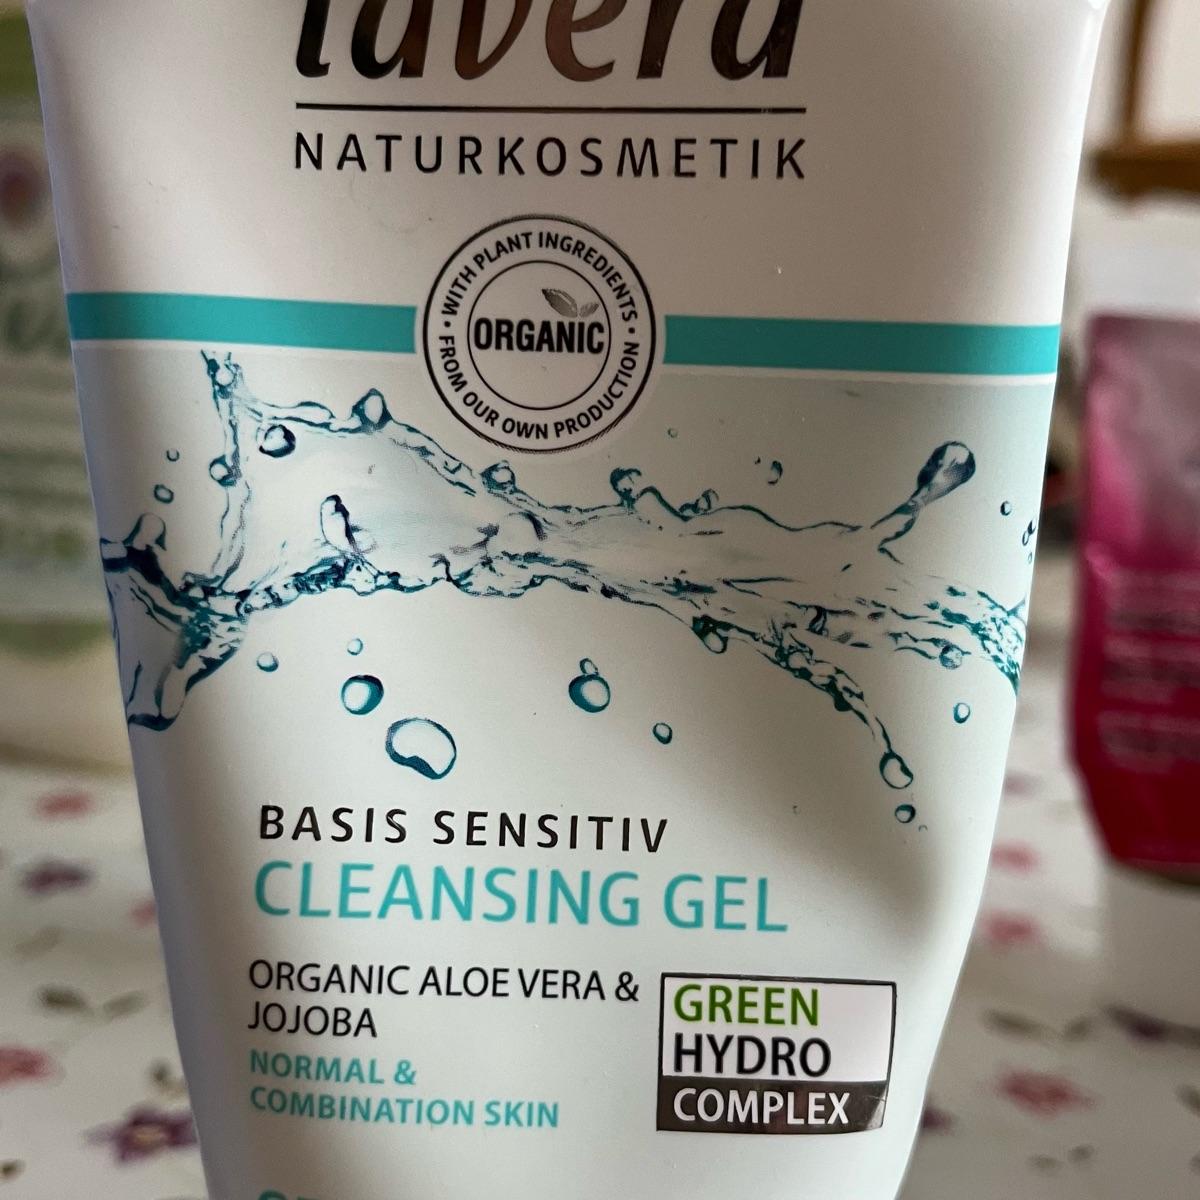 lavera
NATURKOSMETIK
• WITH PLANT INGREDIENTS •
FROM OUR OWN PRODUCTION
ORGANIC
BASIS SENSITIV
CLEANSING GEL
ORGANIC ALOE VERA &
JOJOBA
NORMAL &
COMBINATION SKIN
GREEN
HYDRO
COMPLEX